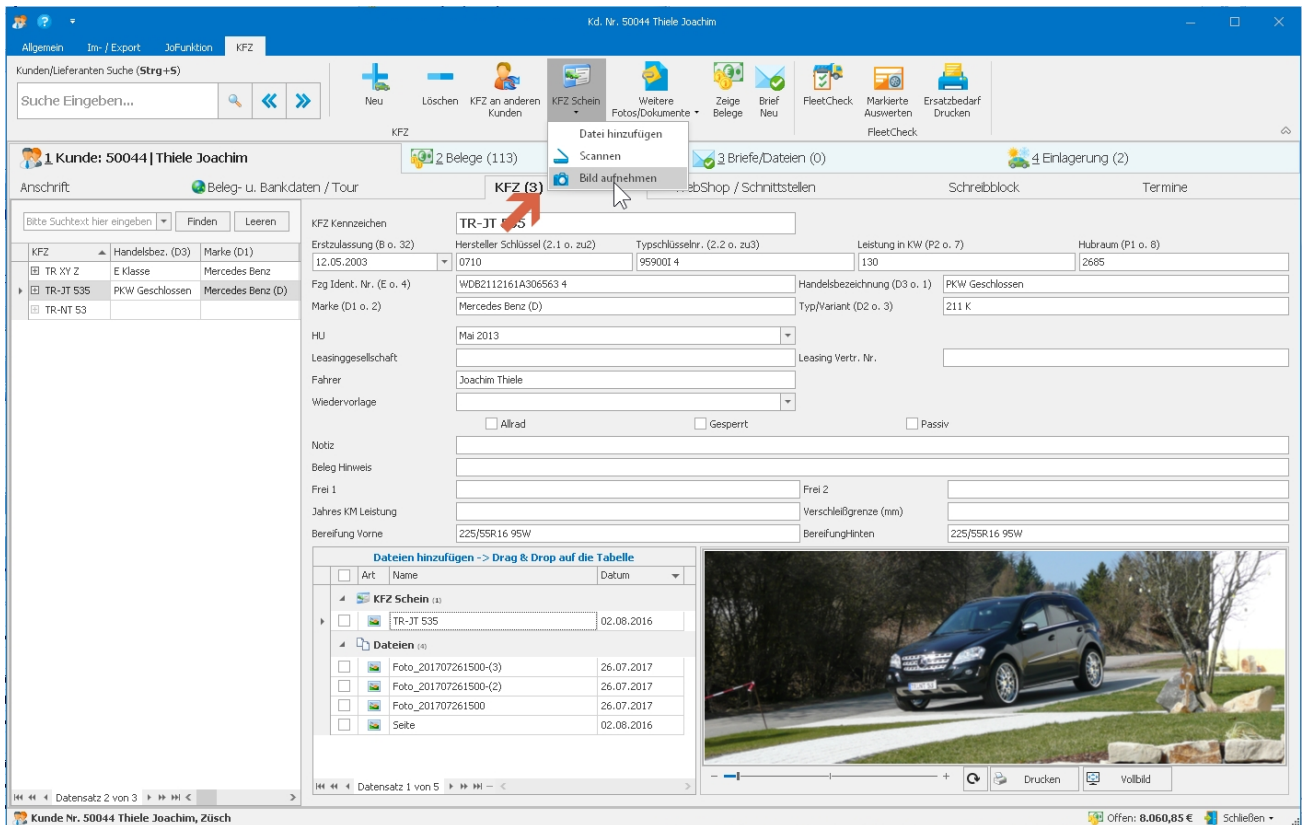 Kd. Nr. 50044 Thiele Joachim
Allgemein Im- / Export JoFunktion KFZ
Kunden/Lieferanten Suche (Strg+S)
Suche Eingeben...
Neu Löschen KFZ an anderen Kunden KFZ Schein Weitere Fotos/Dokumente Zeige Belege Brief Neu FleetCheck Markierte Auswerten Ersatzbedarf Drucken
KFZ FleetCheck
Datei hinzufügen
Scannen
Bild aufnehmen
1 Kunde: 50044 | Thiele Joachim 2 Belege (113) 3 Briefe/Dateien (0) 4 Einlagerung (2)
Anschrift Beleg- u. Bankdaten / Tour KFZ (3) WebShop / Schnittstellen Schreibblock Termine
Bitte Suchtext hier eingeben Finden Leeren
KFZ Handelsbez. (D3) Marke (D1)
TR XY Z E Klasse Mercedes Benz
TR-JT 535 PKW Geschlossen Mercedes Benz (D)
TR-NT 53
KFZ Kennzeichen TR-JT 535
Erstzulassung (B o. 32) Hersteller Schlüssel (2.1 o. zu2) Typschlüsselnr. (2.2 o. zu3) Leistung in KW (P2 o. 7) Hubraum (P1 o. 8)
12.05.2003 0710 95900I 4 130 2685
Fzg Ident. Nr. (E o. 4) WDB2112161A306563 4 Handelsbezeichnung (D3 o. 1) PKW Geschlossen
Marke (D1 o. 2) Mercedes Benz (D) Typ/Variant (D2 o. 3) 211 K
HU Mai 2013
Leasinggesellschaft Leasing Vertr. Nr.
Fahrer Joachim Thiele
Wiedervorlage
Allrad Gesperrt Passiv
Notiz
Beleg Hinweis
Frei 1 Frei 2
Jahres KM Leistung Verschleißgrenze (mm)
Bereifung Vorne 225/55R16 95W BereifungHinten 225/55R16 95W
Dateien hinzufügen -> Drag & Drop auf die Tabelle
Art Name Datum
KFZ Schein (1)
TR-JT 535 02.08.2016
Dateien (4)
Foto_201707261500-(3) 26.07.2017
Foto_201707261500-(2) 26.07.2017
Foto_201707261500 26.07.2017
Seite 02.08.2016
Datensatz 1 von 5
Drucken Vollbild
Datensatz 2 von 3
Kunde Nr. 50044 Thiele Joachim, Züsch Offen: 8.060,85 € Schließen